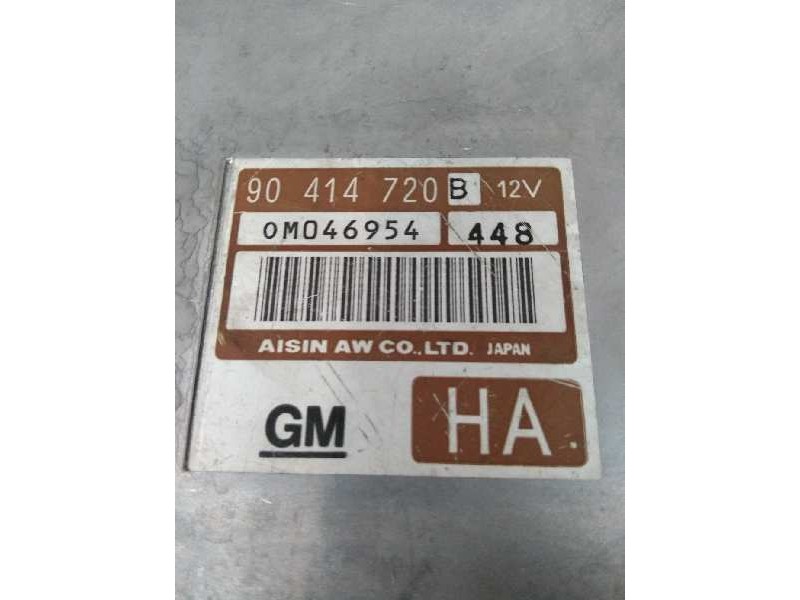 90 414 720 B 12V
0M046954 448
AISIN AW CO.,LTD. JAPAN
GM HA